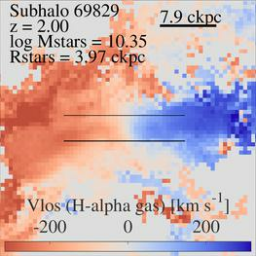 Subhalo 69829
7.9 ckpc
z = 2.00
log Mstars = 10.35
Rstars = 3.97 ckpc
Vlos (H-alpha gas) [km s⁻¹]
-200 0 200